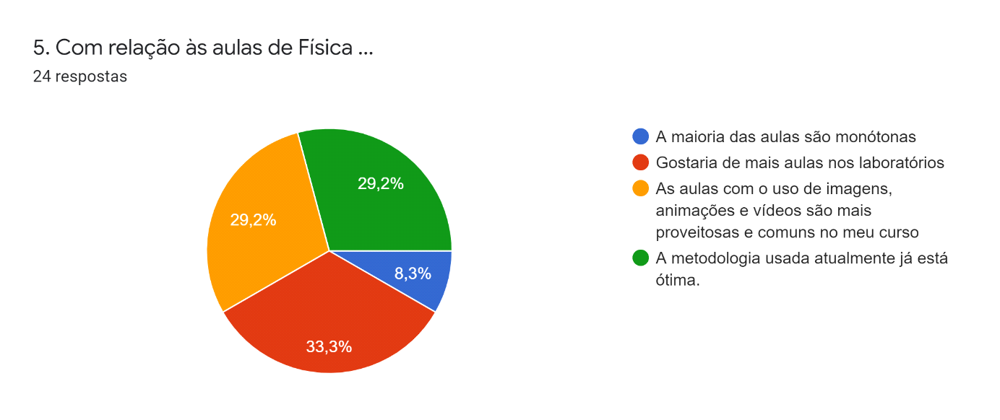 5. Com relação às aulas de Física ...
24 respostas
29,2%
29,2%
8,3%
33,3%
A maioria das aulas são monótonas
Gostaria de mais aulas nos laboratórios
As aulas com o uso de imagens,
animações e vídeos são mais
proveitosas e comuns no meu curso
A metodologia usada atualmente já está
ótima.